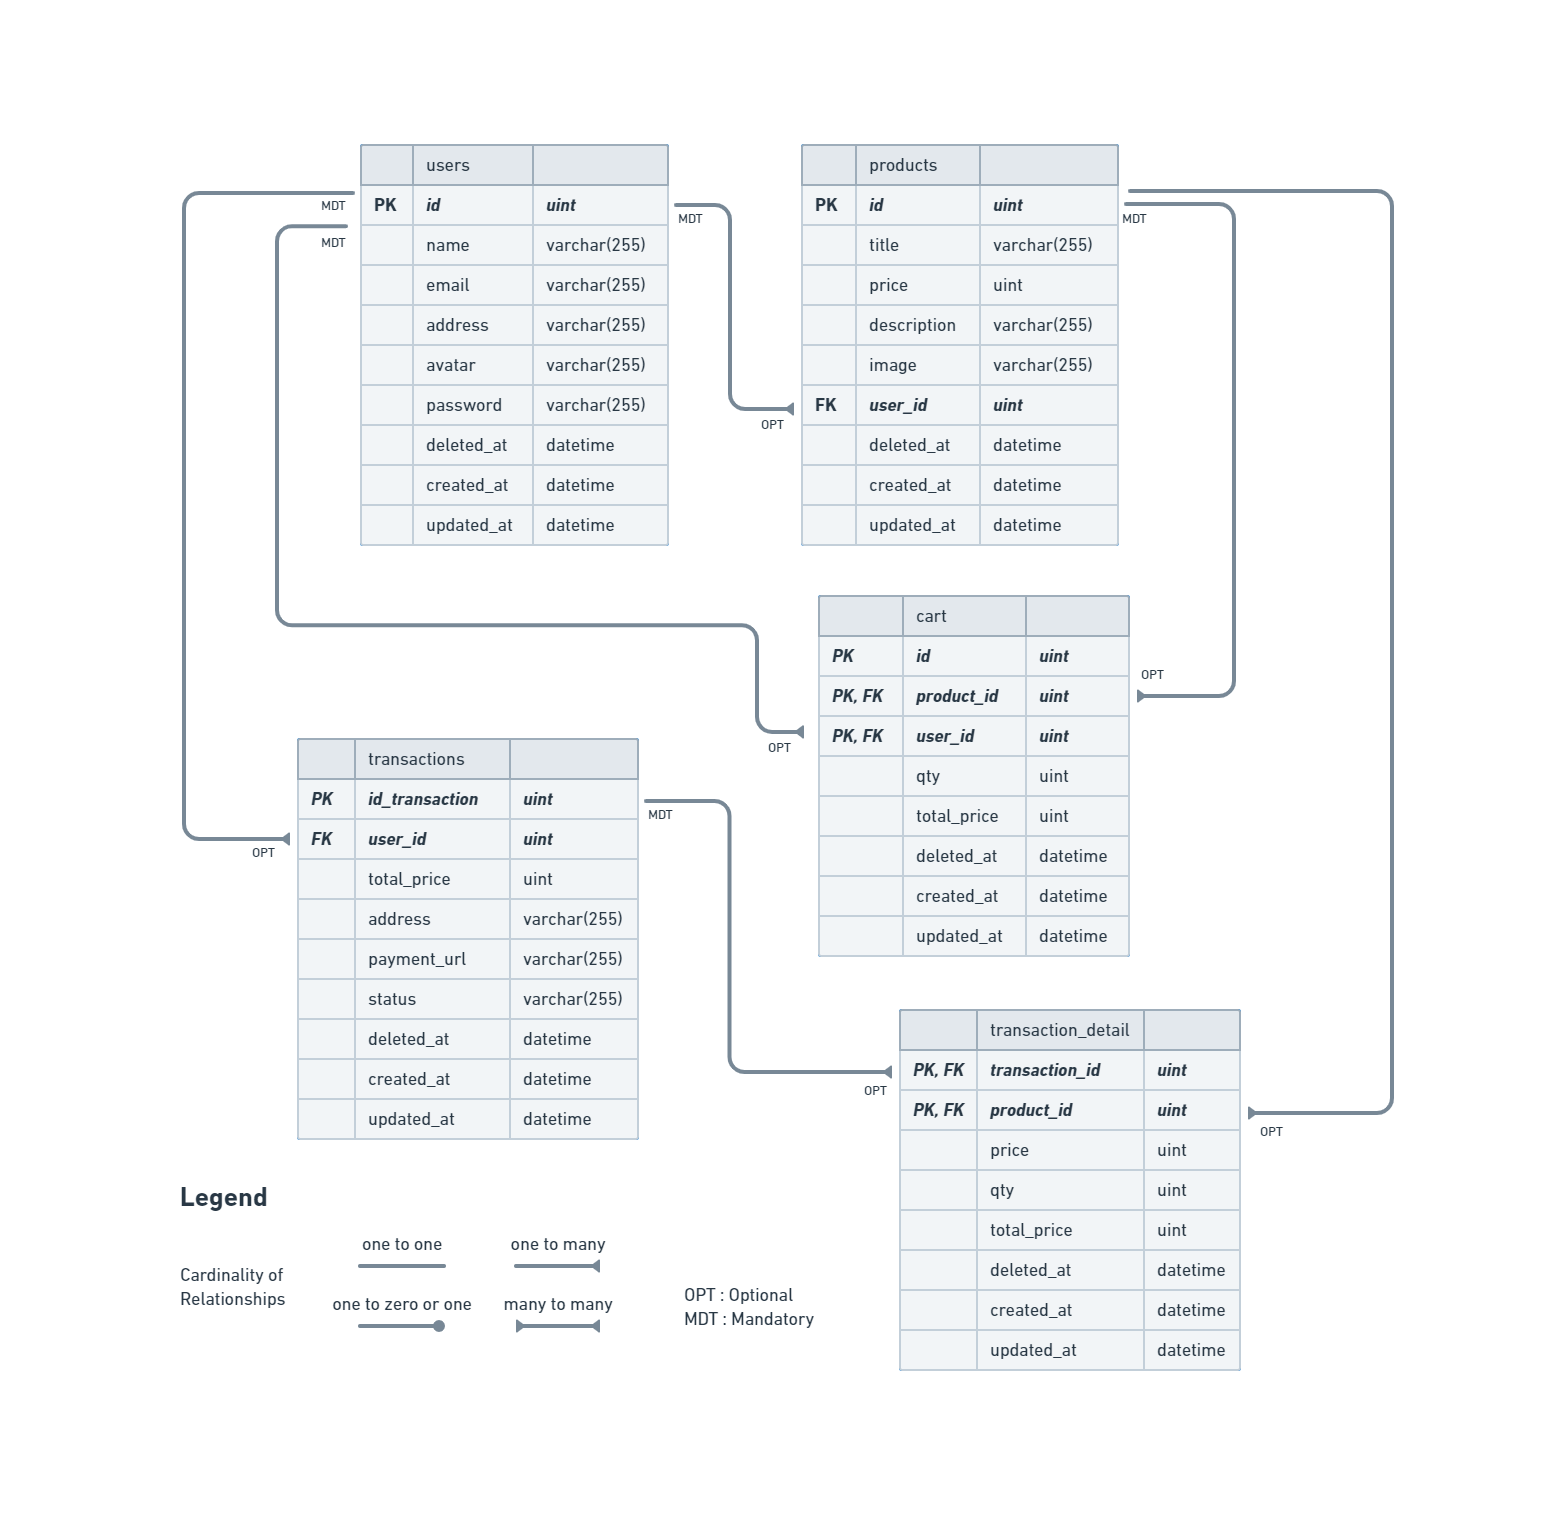 users
PK id uint
name varchar(255)
email varchar(255)
address varchar(255)
avatar varchar(255)
password varchar(255)
deleted_at datetime
created_at datetime
updated_at datetime
MDT
MDT
MDT
OPT
products
PK id uint
title varchar(255)
price uint
description varchar(255)
image varchar(255)
FK user_id uint
deleted_at datetime
created_at datetime
updated_at datetime
MDT
OPT
OPT
cart
PK id uint
PK, FK product_id uint
PK, FK user_id uint
qty uint
total_price uint
deleted_at datetime
created_at datetime
updated_at datetime
transactions
PK id_transaction uint
FK user_id uint
total_price uint
address varchar(255)
payment_url varchar(255)
status varchar(255)
deleted_at datetime
created_at datetime
updated_at datetime
OPT
MDT
OPT
transaction_detail
PK, FK transaction_id uint
PK, FK product_id uint
price uint
qty uint
total_price uint
deleted_at datetime
created_at datetime
updated_at datetime
OPT
Legend
Cardinality of
Relationships
one to one
one to many
one to zero or one
many to many
OPT : Optional
MDT : Mandatory